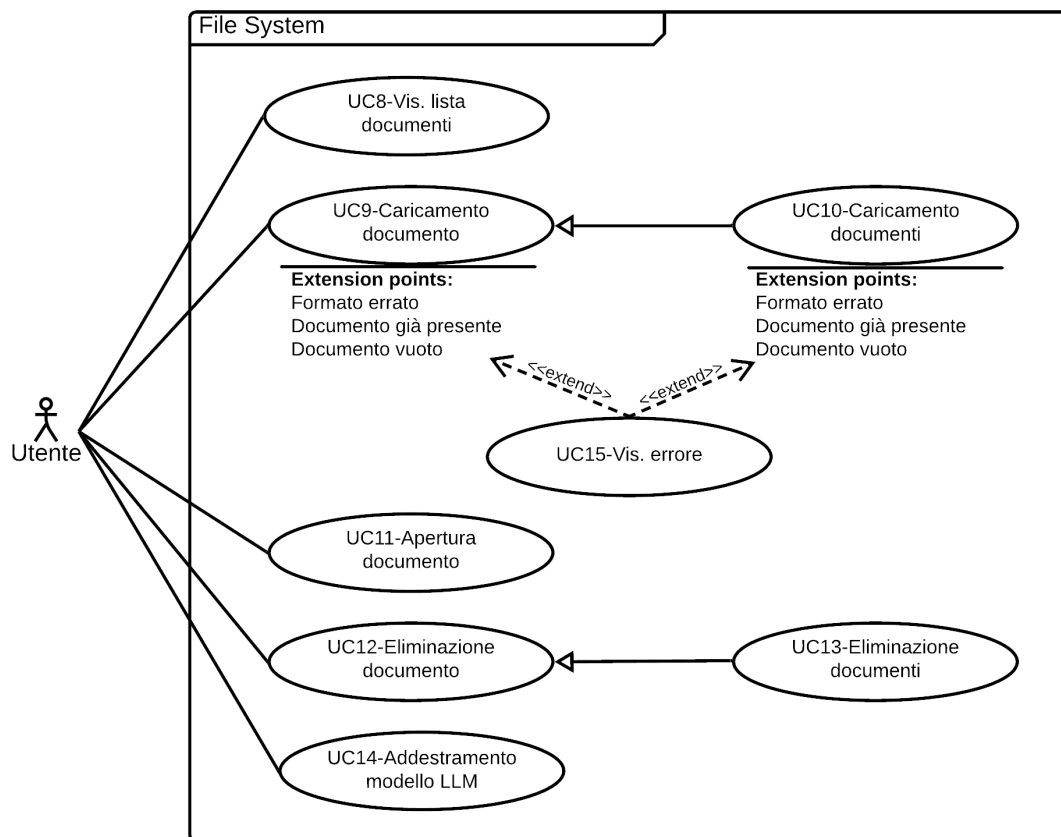 File System
UC8-Vis. lista
documenti
UC9-Caricamento
documento
UC10-Caricamento
documenti
Extension points:
Formato errato
Documento già presente
Documento vuoto
Extension points:
Formato errato
Documento già presente
Documento vuoto
<<extend>>
<<extend>>
Utente
UC15-Vis. errore
UC11-Apertura
documento
UC12-Eliminazione
documento
UC13-Eliminazione
documenti
UC14-Addestramento
modello LLM